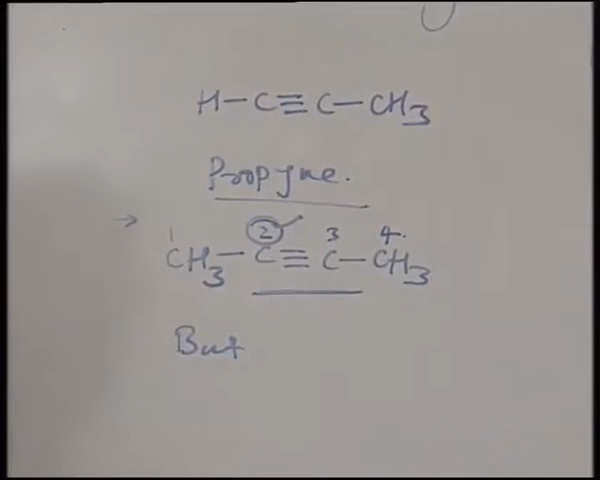 H-C≡C-CH3
Propyne.
→ 1 2 3 4.
CH3-C≡C-CH3
But